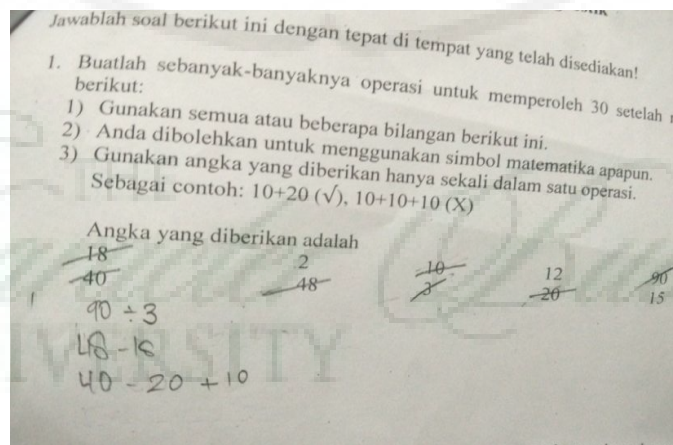 Jawablah soal berikut ini dengan tepat di tempat yang telah disediakan!
1. Buatlah sebanyak-banyaknya operasi untuk memperoleh 30 setelah
berikut:
1) Gunakan semua atau beberapa bilangan berikut ini.
2) Anda dibolehkan untuk menggunakan simbol matematika apapun.
3) Gunakan angka yang diberikan hanya sekali dalam satu operasi.
Sebagai contoh: 10+20 (√), 10+10+10 (X)
Angka yang diberikan adalah
18 2 10 12 90
40 48 3 20 15
90 ÷ 3
48 - 18
40 - 20 + 10
UNIVERSITY